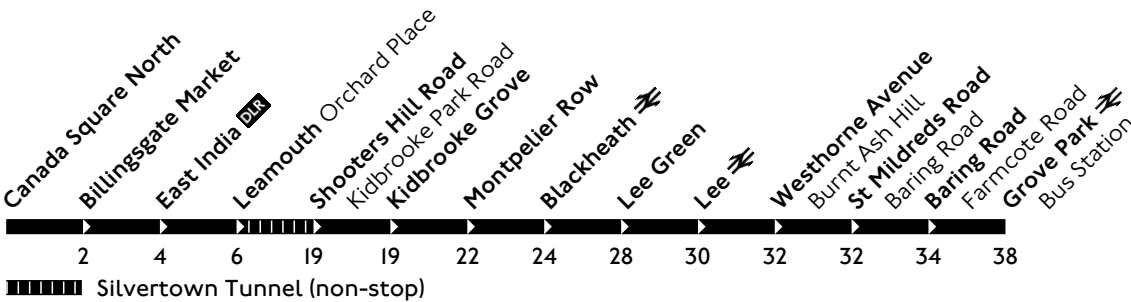 Canada Square North
Billingsgate Market
East India DLR
Leamouth Orchard Place
Shooters Hill Road
Kidbrooke Park Road
Kidbrooke Grove
Montpelier Row
Blackheath
Lee Green
Lee
Westhorne Avenue
Burnt Ash Hill
St Mildreds Road
Baring Road
Baring Road
Farmcote Road
Grove Park
Bus Station
2 4 6 19 19 22 24 28 30 32 32 34 38
Silvertown Tunnel (non-stop)